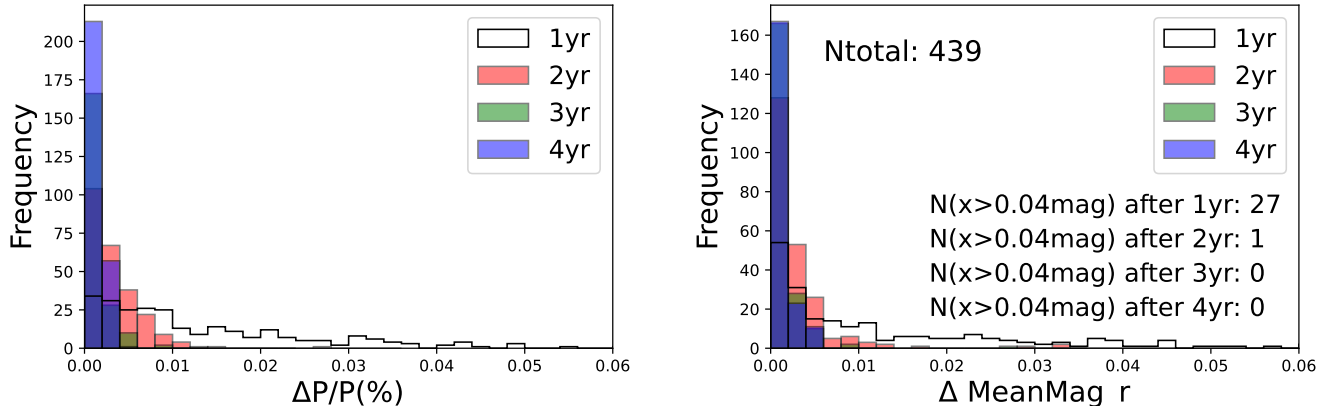 1yr
2yr
3yr
4yr
Frequency
200
175
150
125
100
75
50
25
0
0.00 0.01 0.02 0.03 0.04 0.05 0.06
ΔP/P(%)
Ntotal: 439
1yr
2yr
3yr
4yr
Frequency
160
140
120
100
80
60
40
20
0
N(x>0.04mag) after 1yr: 27
N(x>0.04mag) after 2yr: 1
N(x>0.04mag) after 3yr: 0
N(x>0.04mag) after 4yr: 0
0.00 0.01 0.02 0.03 0.04 0.05 0.06
Δ MeanMag r